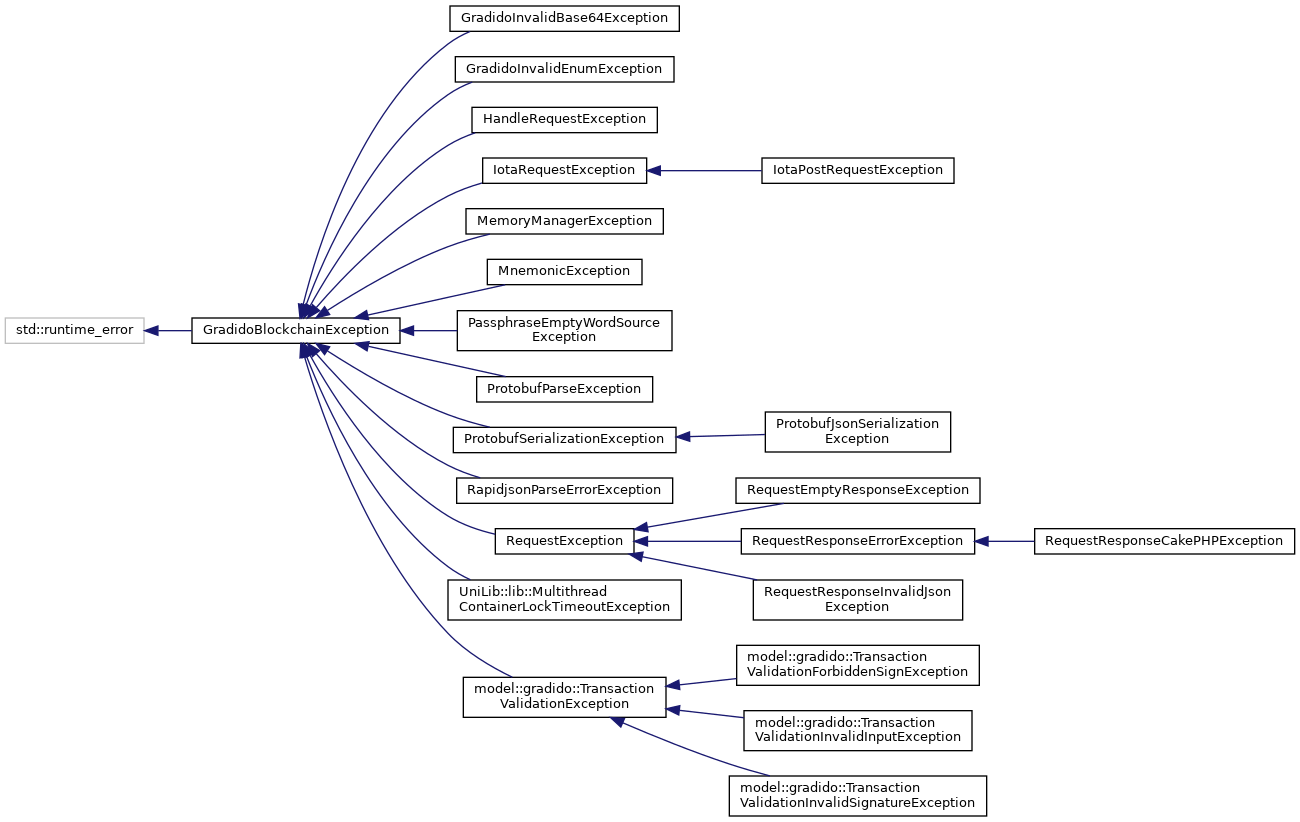 GradidoInvalidBase64Exception
GradidoInvalidEnumException
HandleRequestException
IotaRequestException
IotaPostRequestException
MemoryManagerException
MnemonicException
std::runtime_error
GradidoBlockchainException
PassphraseEmptyWordSource
Exception
ProtobufParseException
ProtobufSerializationException
ProtobufJsonSerialization
Exception
RapidjsonParseErrorException
RequestEmptyResponseException
RequestException
RequestResponseErrorException
RequestResponseCakePHPException
UniLib::lib::Multithread
ContainerLockTimeoutException
RequestResponseInvalidJson
Exception
model::gradido::Transaction
ValidationForbiddenSignException
model::gradido::Transaction
ValidationException
model::gradido::Transaction
ValidationInvalidInputException
model::gradido::Transaction
ValidationInvalidSignatureException